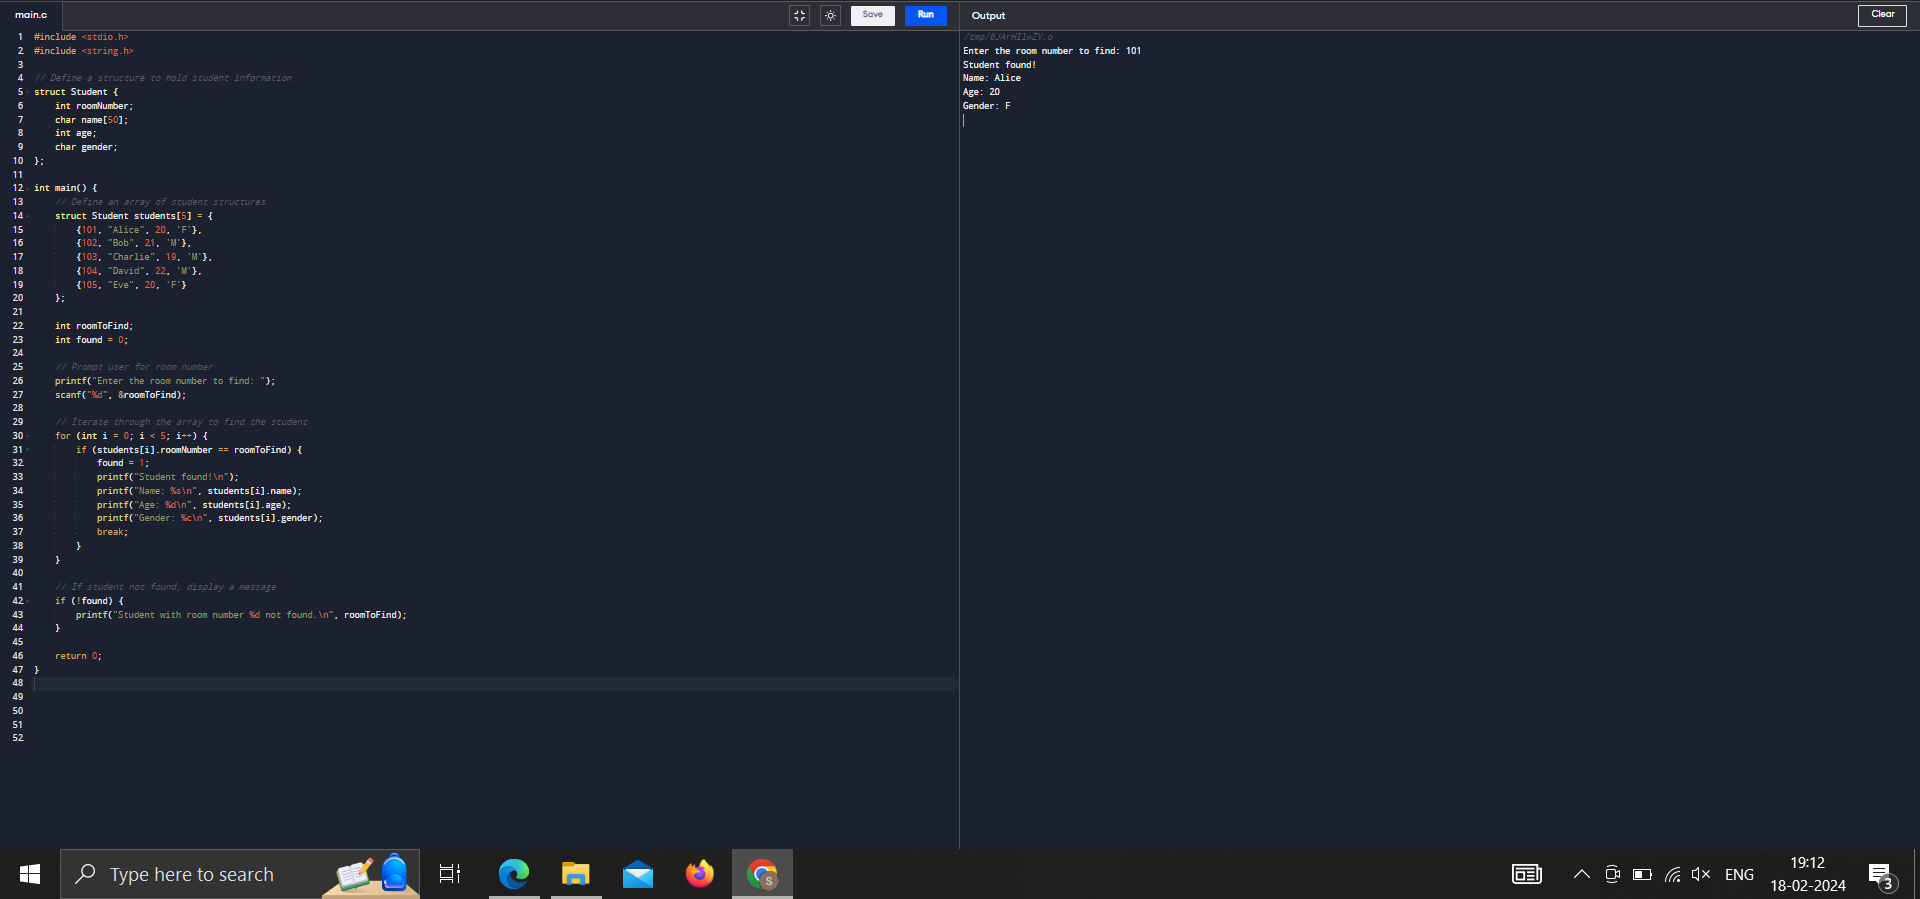 main.c
Save
Run
Output
Clear
1 #include <stdio.h>
2 #include <string.h>
3
4 // Define a structure to hold student information
5 struct Student {
6     int roomNumber;
7     char name[50];
8     int age;
9     char gender;
10 };
11
12 int main() {
13     // Define an array of student structures
14     struct Student students[5] = {
15         {101, "Alice", 20, 'F'},
16         {102, "Bob", 21, 'M'},
17         {103, "Charlie", 19, 'M'},
18         {104, "David", 22, 'M'},
19         {105, "Eve", 20, 'F'}
20     };
21
22     int roomToFind;
23     int found = 0;
24
25     // Prompt user for room number
26     printf("Enter the room number to find: ");
27     scanf("%d", &roomToFind);
28
29     // Iterate through the array to find the student
30     for (int i = 0; i < 5; i++) {
31         if (students[i].roomNumber == roomToFind) {
32             found = 1;
33             printf("Student found!\n");
34             printf("Name: %s\n", students[i].name);
35             printf("Age: %d\n", students[i].age);
36             printf("Gender: %c\n", students[i].gender);
37             break;
38         }
39     }
40
41     // If student not found, display a message
42     if (!found) {
43         printf("Student with room number %d not found.\n", roomToFind);
44     }
45
46     return 0;
47 }
48
49
50
51
52
/tmp/6JArHIlwZV.o
Enter the room number to find: 101
Student found!
Name: Alice
Age: 20
Gender: F
Type here to search
S
ENG
19:12
18-02-2024
3